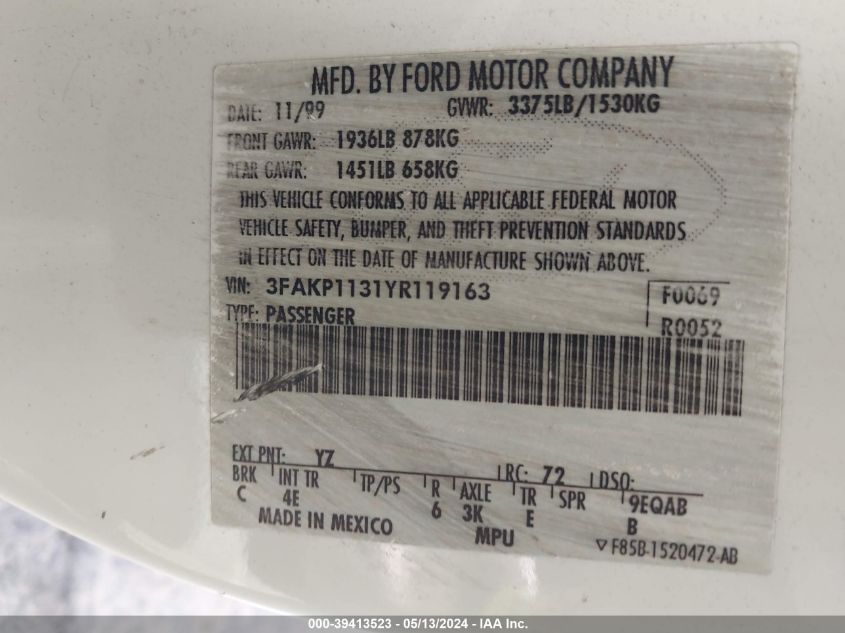 MFD. BY FORD MOTOR COMPANY
DATE: 11/99 GVWR: 3375LB/1530KG
FRONT GAWR: 1936LB 878KG
REAR GAWR: 1451LB 658KG
THIS VEHICLE CONFORMS TO ALL APPLICABLE FEDERAL MOTOR
VEHICLE SAFETY, BUMPER, AND THEFT PREVENTION STANDARDS
IN EFFECT ON THE DATE OF MANUFACTURE SHOWN ABOVE.
VIN: 3FAKP1131YR119163 F0069
TYPE: PASSENGER R0052
EXT PNT: YZ RC: 72 DSO:
BRK INT TR TP/PS R AXLE TR SPR 9EQAB
C 4E 6 3K E B
MADE IN MEXICO MPU F85B-1520472-AB
000-39413523 - 05/13/2024 - IAA Inc.